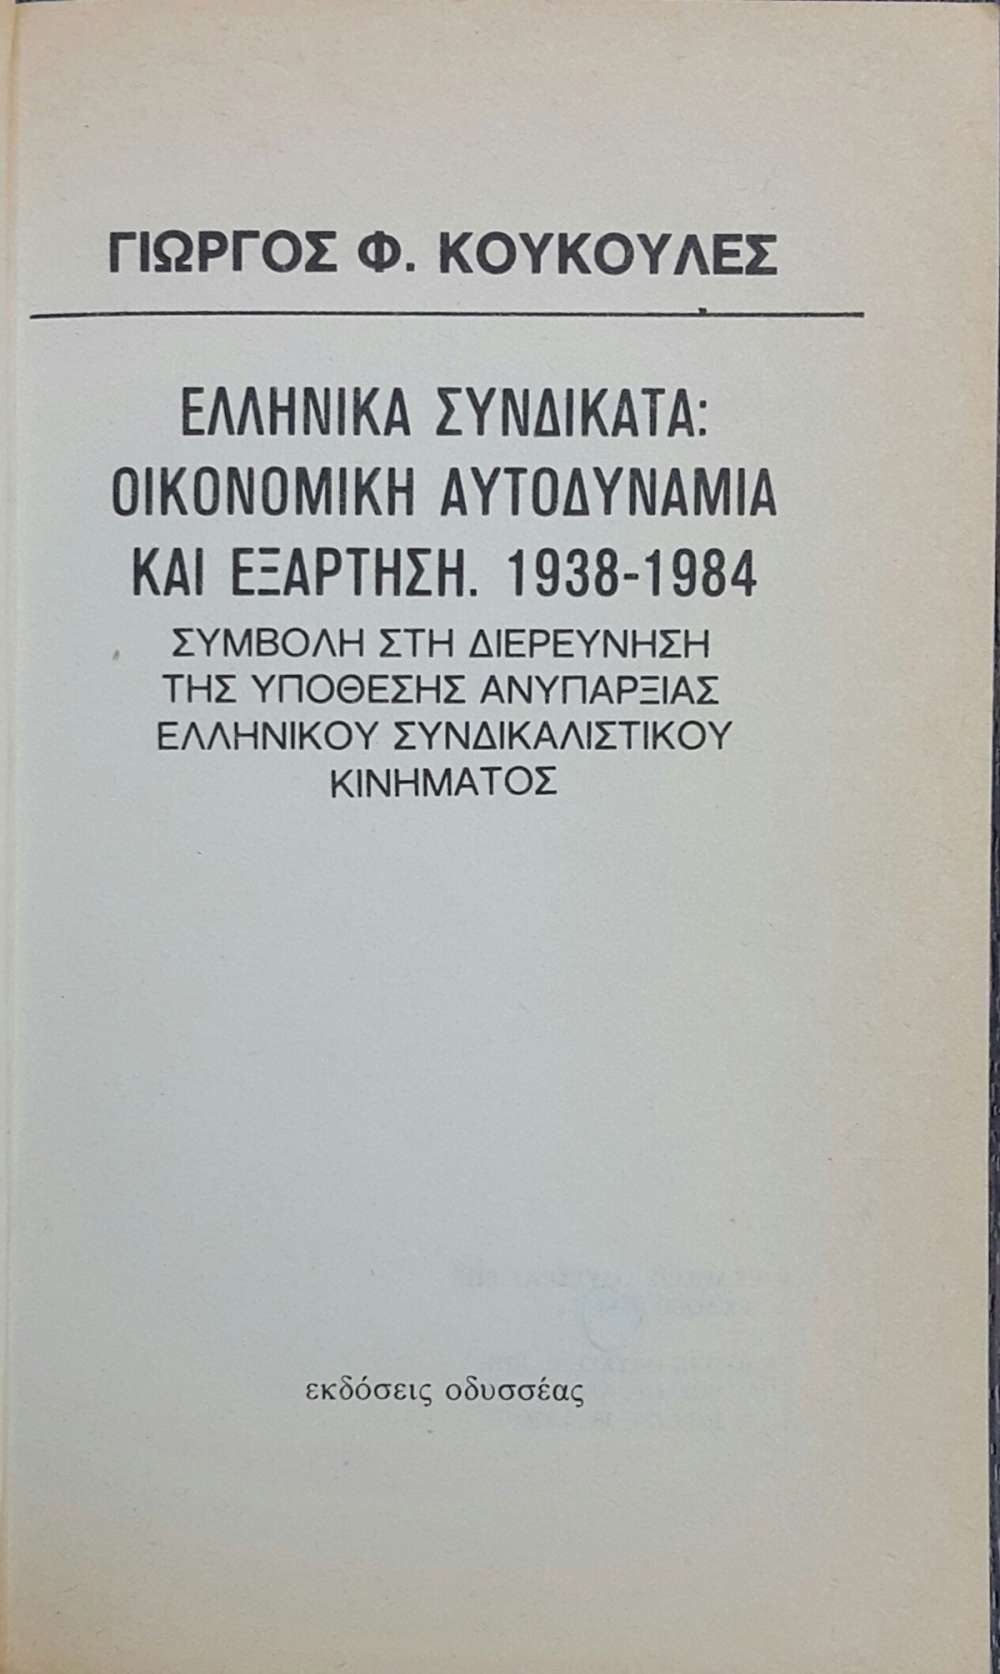 ΓΙΩΡΓΟΣ Φ. ΚΟΥΚΟΥΛΕΣ
ΕΛΛΗΝΙΚΑ ΣΥΝΔΙΚΑΤΑ:
ΟΙΚΟΝΟΜΙΚΗ ΑΥΤΟΔΥΝΑΜΙΑ
ΚΑΙ ΕΞΑΡΤΗΣΗ. 1938-1984
ΣΥΜΒΟΛΗ ΣΤΗ ΔΙΕΡΕΥΝΗΣΗ
ΤΗΣ ΥΠΟΘΕΣΗΣ ΑΝΥΠΑΡΞΙΑΣ
ΕΛΛΗΝΙΚΟΥ ΣΥΝΔΙΚΑΛΙΣΤΙΚΟΥ
ΚΙΝΗΜΑΤΟΣ
εκδόσεις οδυσσέας